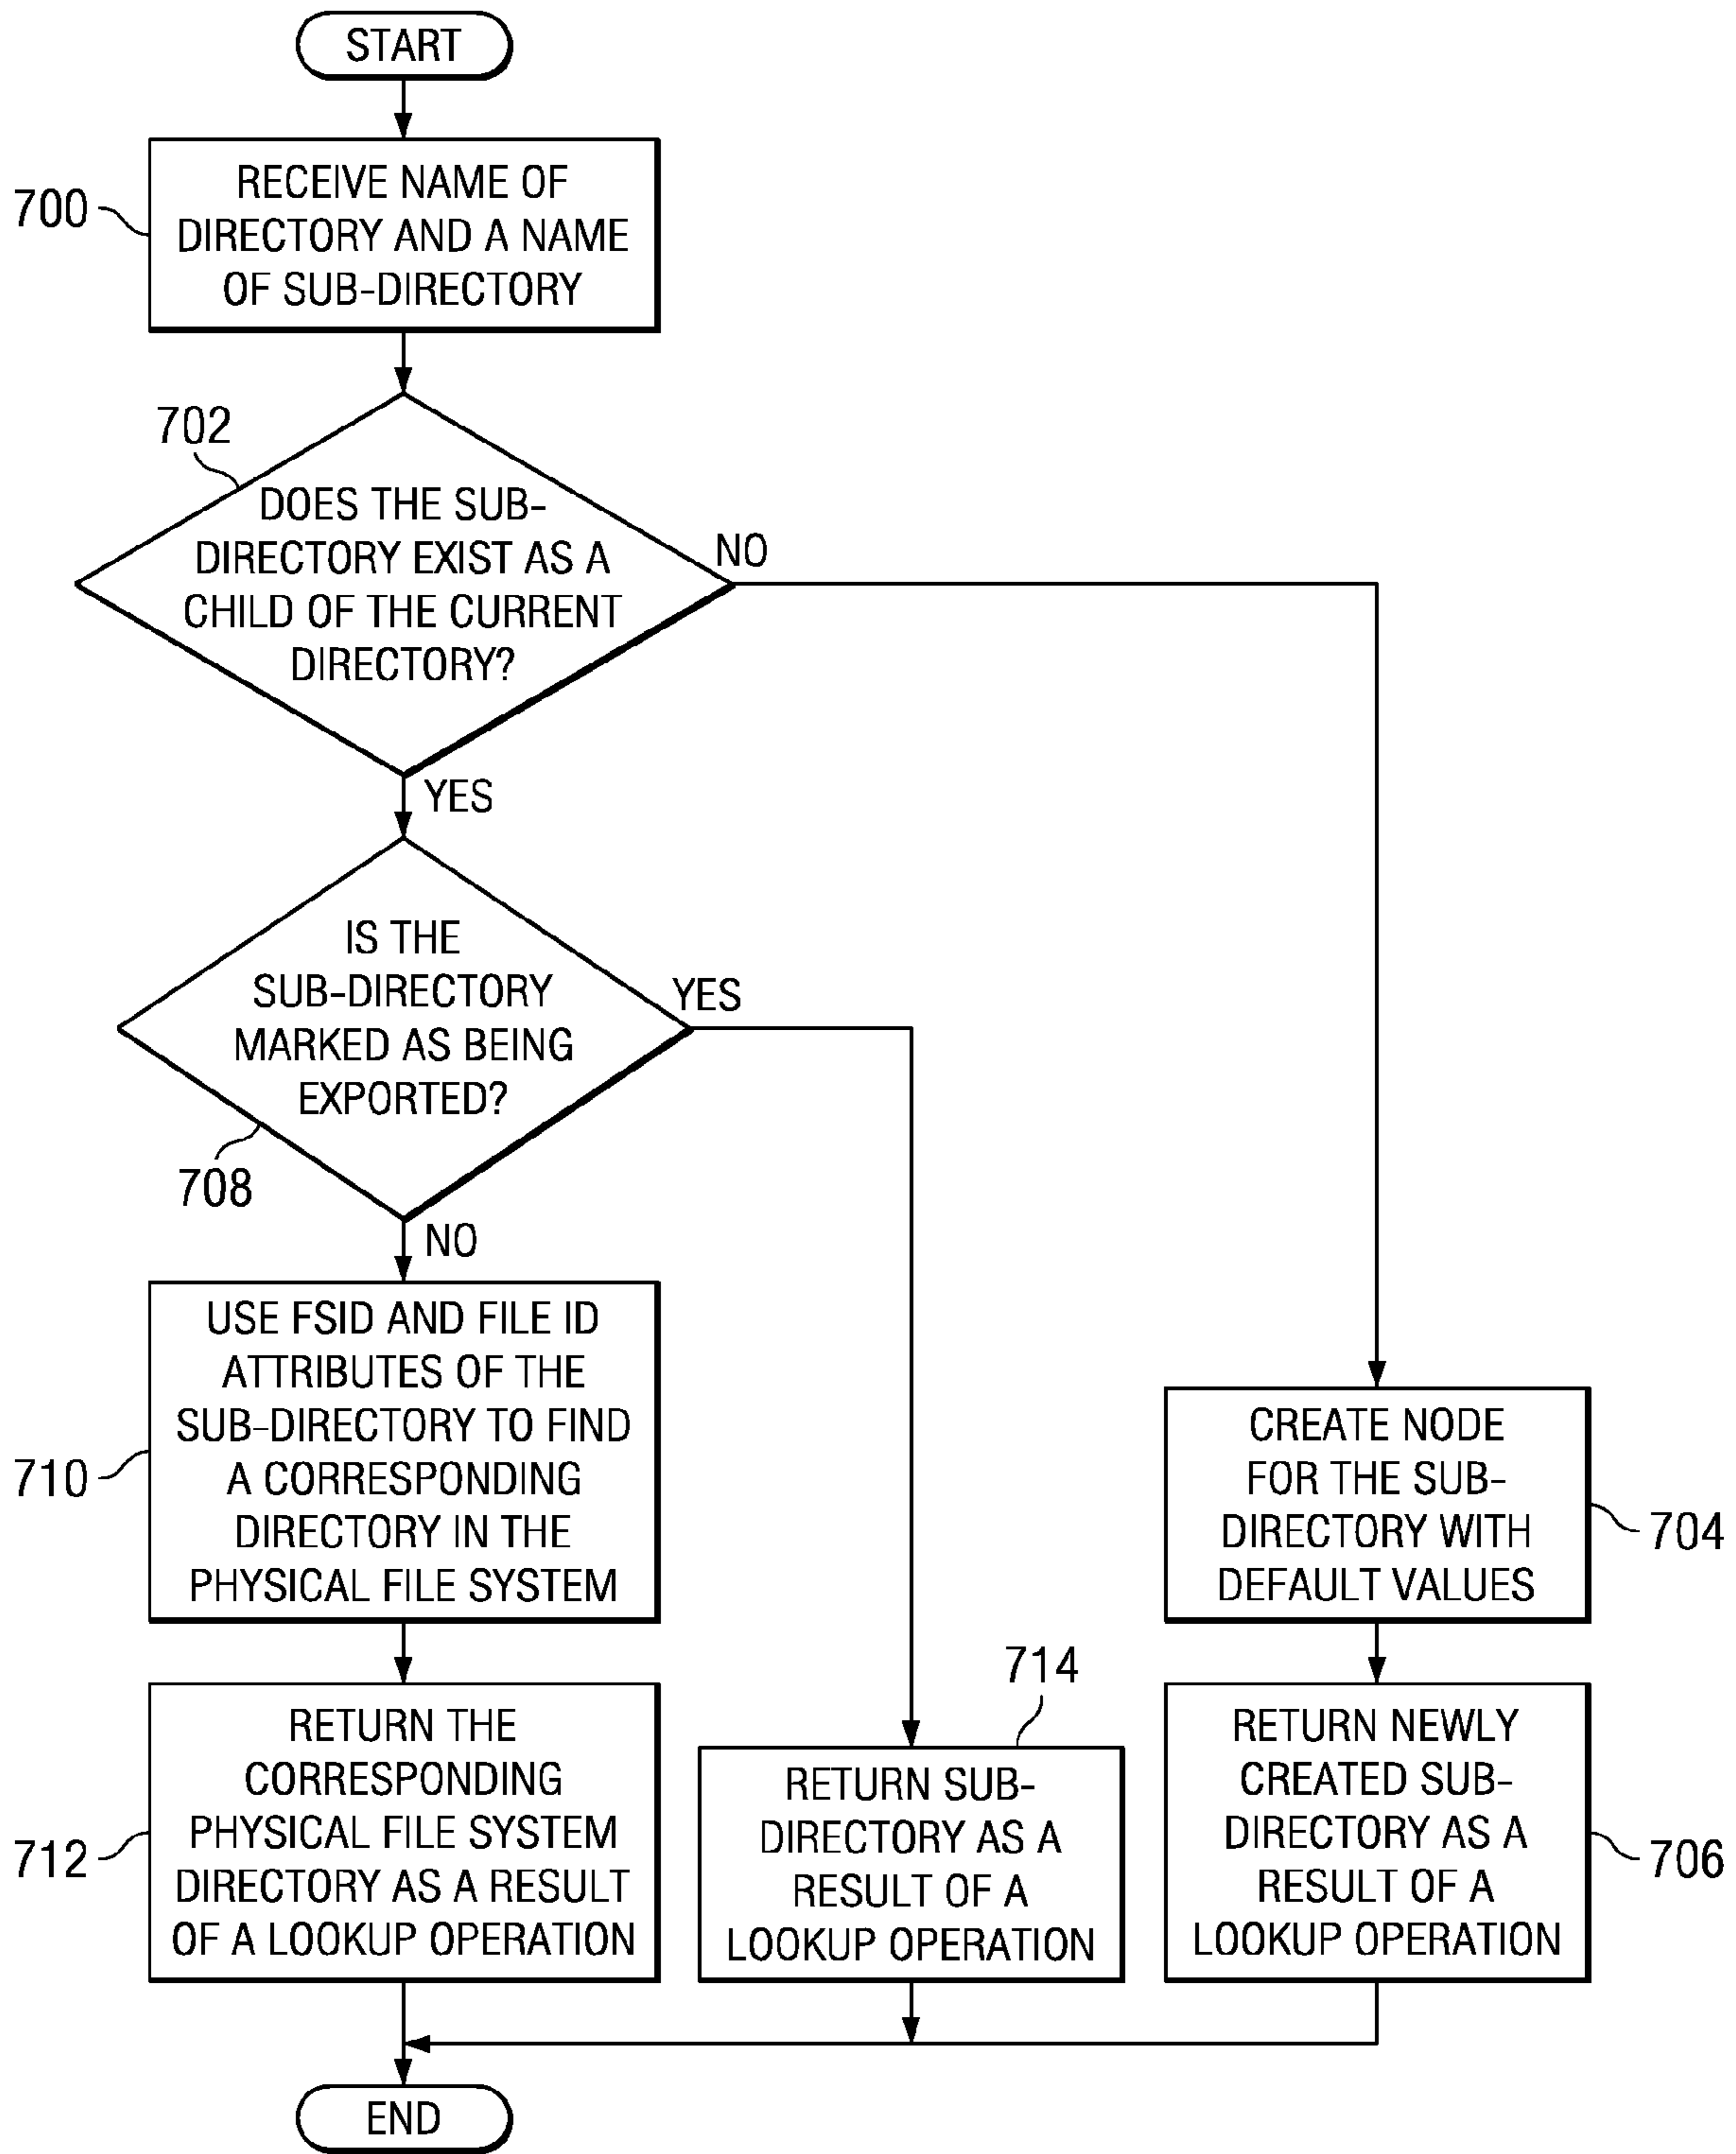 START
700
RECEIVE NAME OF
DIRECTORY AND A NAME
OF SUB-DIRECTORY
702
DOES THE SUB-
DIRECTORY EXIST AS A
CHILD OF THE CURRENT
DIRECTORY?
NO
YES
IS THE
SUB-DIRECTORY
MARKED AS BEING
EXPORTED?
YES
708
NO
710
USE FSID AND FILE ID
ATTRIBUTES OF THE
SUB-DIRECTORY TO FIND
A CORRESPONDING
DIRECTORY IN THE
PHYSICAL FILE SYSTEM
CREATE NODE
FOR THE SUB-
DIRECTORY WITH
DEFAULT VALUES
704
712
RETURN THE
CORRESPONDING
PHYSICAL FILE SYSTEM
DIRECTORY AS A RESULT
OF A LOOKUP OPERATION
714
RETURN SUB-
DIRECTORY AS A
RESULT OF A
LOOKUP OPERATION
RETURN NEWLY
CREATED SUB-
DIRECTORY AS A
RESULT OF A
LOOKUP OPERATION
706
END